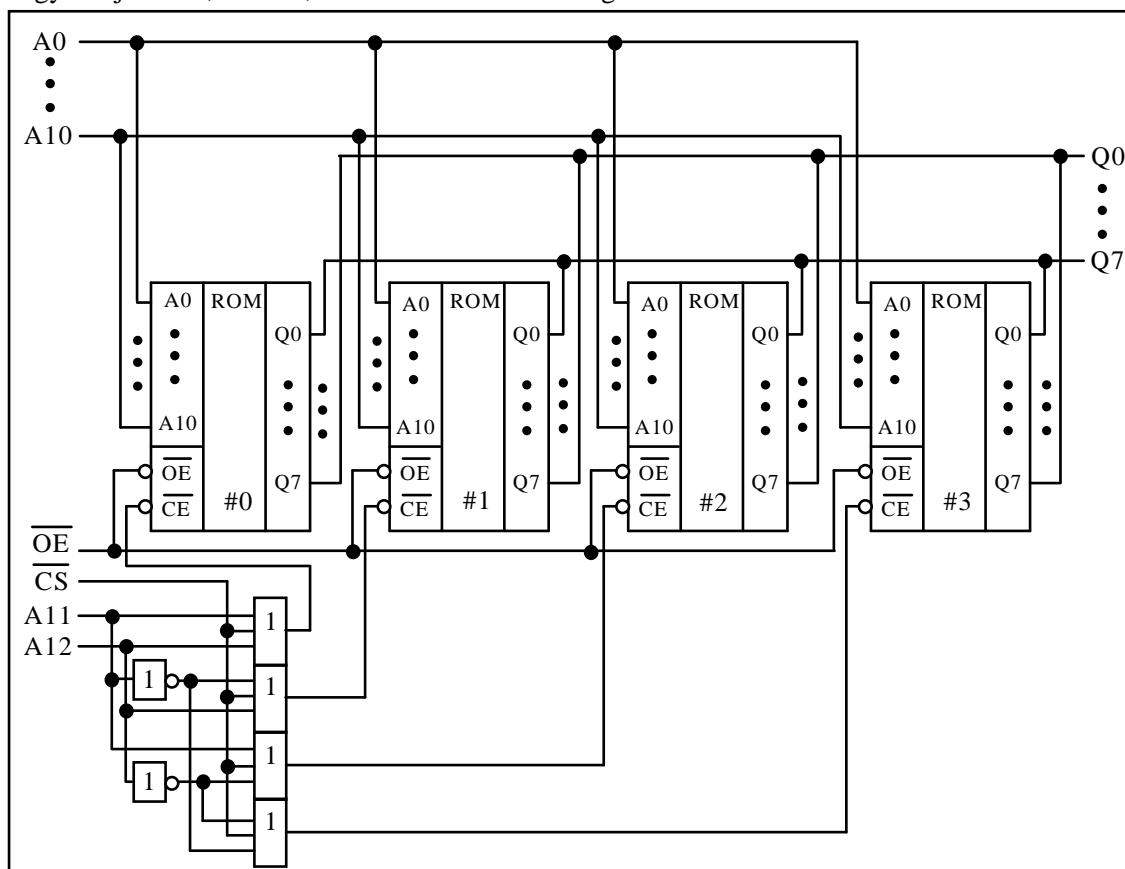 A0
A10
Q0
Q7
A0 ROM Q0
A10
OE
CE #0 Q7
A0 ROM Q0
A10
OE
CE #1 Q7
A0 ROM Q0
A10
OE
CE #2 Q7
A0 ROM Q0
A10
OE
CE #3 Q7
OE
CS
A11
A12
1
1
1
1
1
1